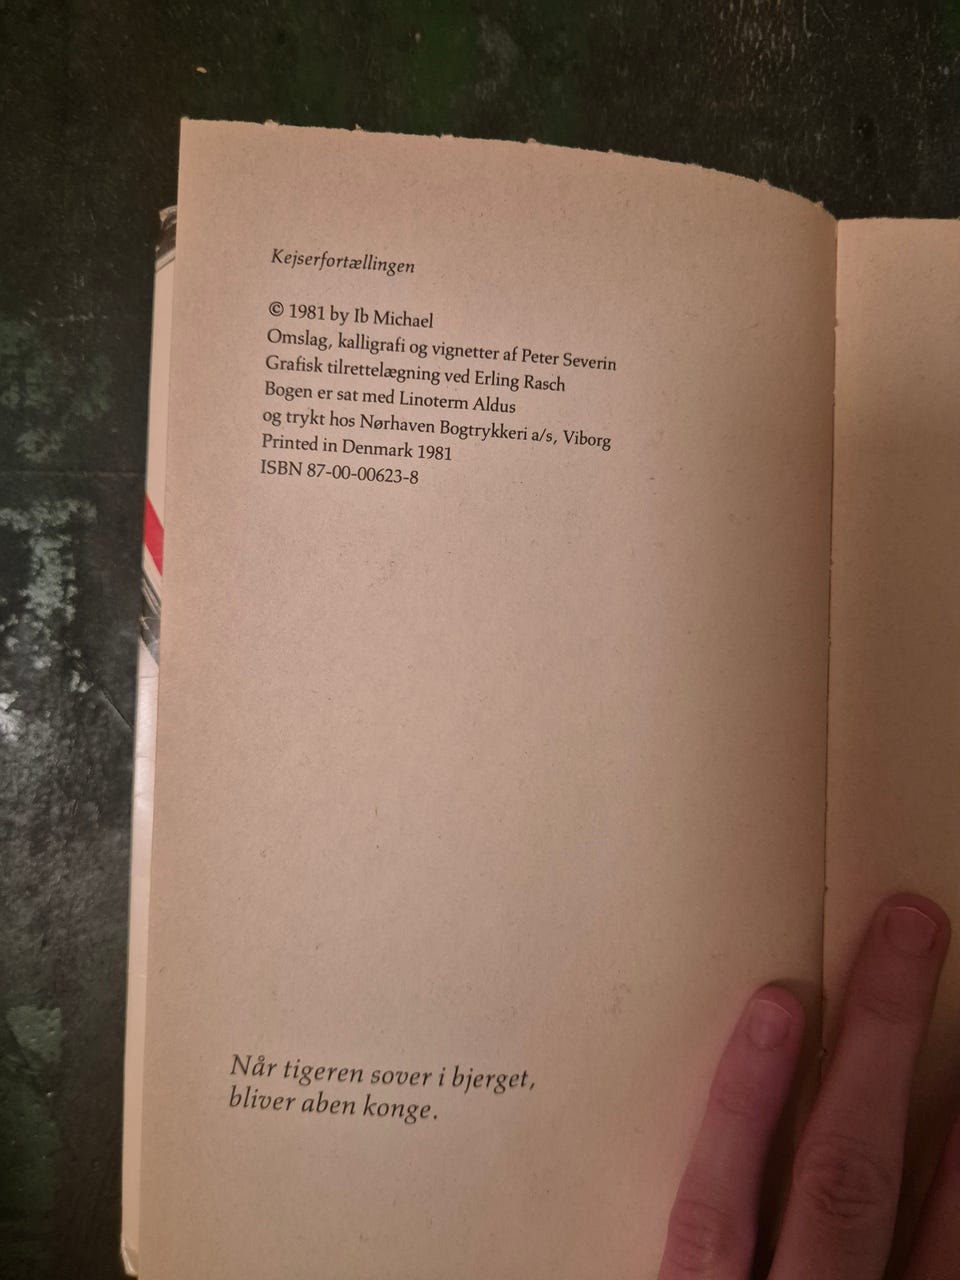 Kejserfortællingen
© 1981 by Ib Michael
Omslag, kalligrafi og vignetter af Peter Severin
Grafisk tilrettelægning ved Erling Rasch
Bogen er sat med Linoterm Aldus
og trykt hos Nørhaven Bogtrykkeri a/s, Viborg
Printed in Denmark 1981
ISBN 87-00-00623-8
Når tigeren sover i bjerget,
bliver aben konge.